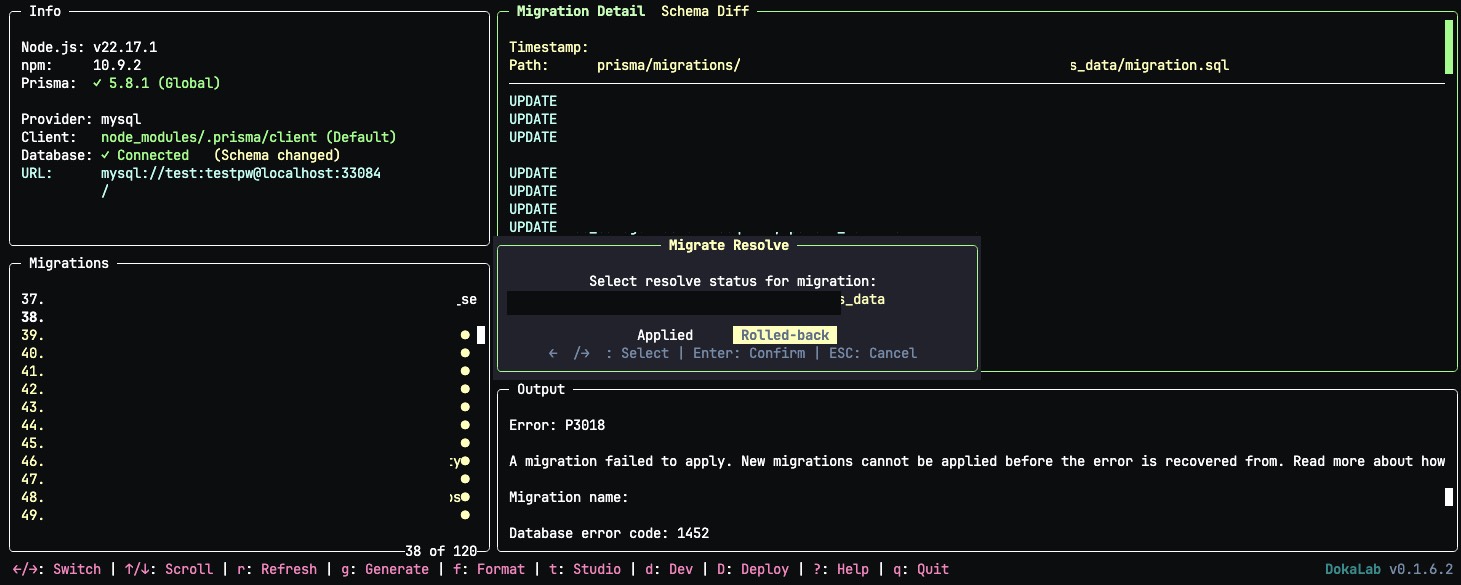 Info
Node.js: v22.17.1
npm: 10.9.2
Prisma: ✓ 5.8.1 (Global)
Provider: mysql
Client: node_modules/.prisma/client (Default)
Database: ✓ Connected (Schema changed)
URL: mysql://test:testpw@localhost:33084
/
Migrations
37. _se
38.
39. ●
40. ●
41. ●
42. ●
43. ●
44. ●
45. ●
46. ty●
47. ●
48. os●
49. ●
38 of 120
Migration Detail Schema Diff
Timestamp:
Path: prisma/migrations/ s_data/migration.sql
UPDATE
UPDATE
UPDATE
UPDATE
UPDATE
UPDATE
UPDATE
Migrate Resolve
Select resolve status for migration:
s_data
Applied Rolled-back
← /→ : Select | Enter: Confirm | ESC: Cancel
Output
Error: P3018
A migration failed to apply. New migrations cannot be applied before the error is recovered from. Read more about how
Migration name:
Database error code: 1452
←/→: Switch | ↑/↓: Scroll | r: Refresh | g: Generate | f: Format | t: Studio | d: Dev | D: Deploy | ?: Help | q: Quit
DokaLab v0.1.6.2